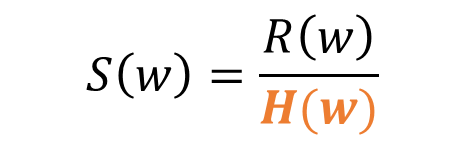 S(w) = R(w) / H(w)